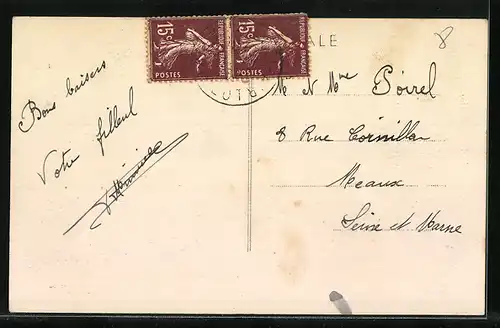 15c
REPUBLIQUE FRANÇAISE
POSTES
15c
REPUBLIQUE FRANÇAISE
POSTES
ALE
8
Bons baisers
Votre filleul
M et Mme Poirel
8 Rue Cornillon
Meaux
Seine et Marne